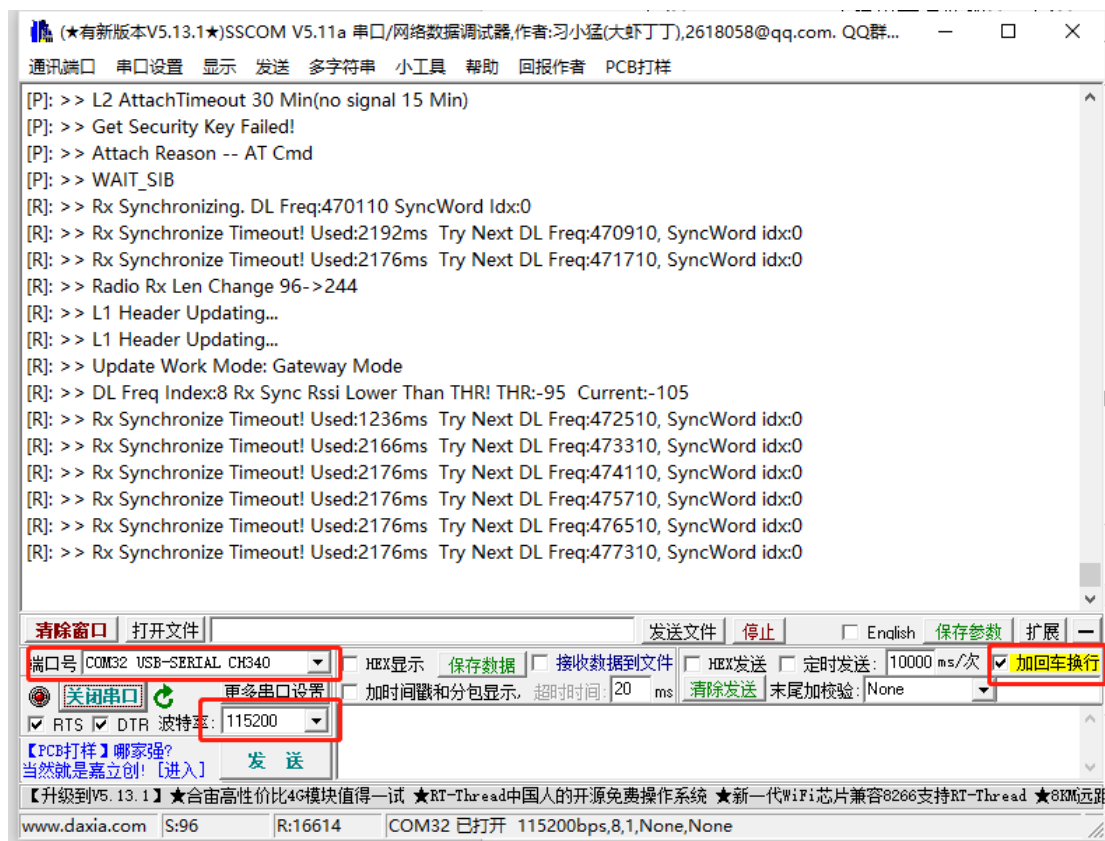 (★有新版本V5.13.1★)SSCOM V5.11a 串口/网络数据调试器,作者:习小猛(大虾丁丁),2618058@qq.com. QQ群...
通讯端口 串口设置 显示 发送 多字符串 小工具 帮助 回报作者 PCB打样
[P]: >> L2 AttachTimeout 30 Min(no signal 15 Min)
[P]: >> Get Security Key Failed!
[P]: >> Attach Reason -- AT Cmd
[P]: >> WAIT_SIB
[R]: >> Rx Synchronizing. DL Freq:470110 SyncWord Idx:0
[R]: >> Rx Synchronize Timeout! Used:2192ms  Try Next DL Freq:470910, SyncWord idx:0
[R]: >> Rx Synchronize Timeout! Used:2176ms  Try Next DL Freq:471710, SyncWord idx:0
[R]: >> Radio Rx Len Change 96->244
[R]: >> L1 Header Updating...
[R]: >> L1 Header Updating...
[R]: >> Update Work Mode: Gateway Mode
[R]: >> DL Freq Index:8 Rx Sync Rssi Lower Than THR! THR:-95  Current:-105
[R]: >> Rx Synchronize Timeout! Used:1236ms  Try Next DL Freq:472510, SyncWord idx:0
[R]: >> Rx Synchronize Timeout! Used:2166ms  Try Next DL Freq:473310, SyncWord idx:0
[R]: >> Rx Synchronize Timeout! Used:2176ms  Try Next DL Freq:474110, SyncWord idx:0
[R]: >> Rx Synchronize Timeout! Used:2176ms  Try Next DL Freq:475710, SyncWord idx:0
[R]: >> Rx Synchronize Timeout! Used:2176ms  Try Next DL Freq:476510, SyncWord idx:0
[R]: >> Rx Synchronize Timeout! Used:2176ms  Try Next DL Freq:477310, SyncWord idx:0
清除窗口 打开文件 发送文件 停止 English 保存参数 扩展 —
端口号 COM32 USB-SERIAL CH340 HEX显示 保存数据 接收数据到文件 HEX发送 定时发送: 10000 ms/次 加回车换行
关闭串口 更多串口设置 加时间戳和分包显示, 超时时间: 20 ms 清除发送 末尾加校验: None
RTS DTR 波特率: 115200
【PCB打样】哪家强?
当然就是嘉立创! [进入] 发 送
【升级到V5.13.1】★合宙高性价比4G模块值得一试 ★RT-Thread中国人的开源免费操作系统 ★新一代WiFi芯片兼容8266支持RT-Thread ★8KM远距
www.daxia.com S:96 R:16614 COM32 已打开 115200bps,8,1,None,None